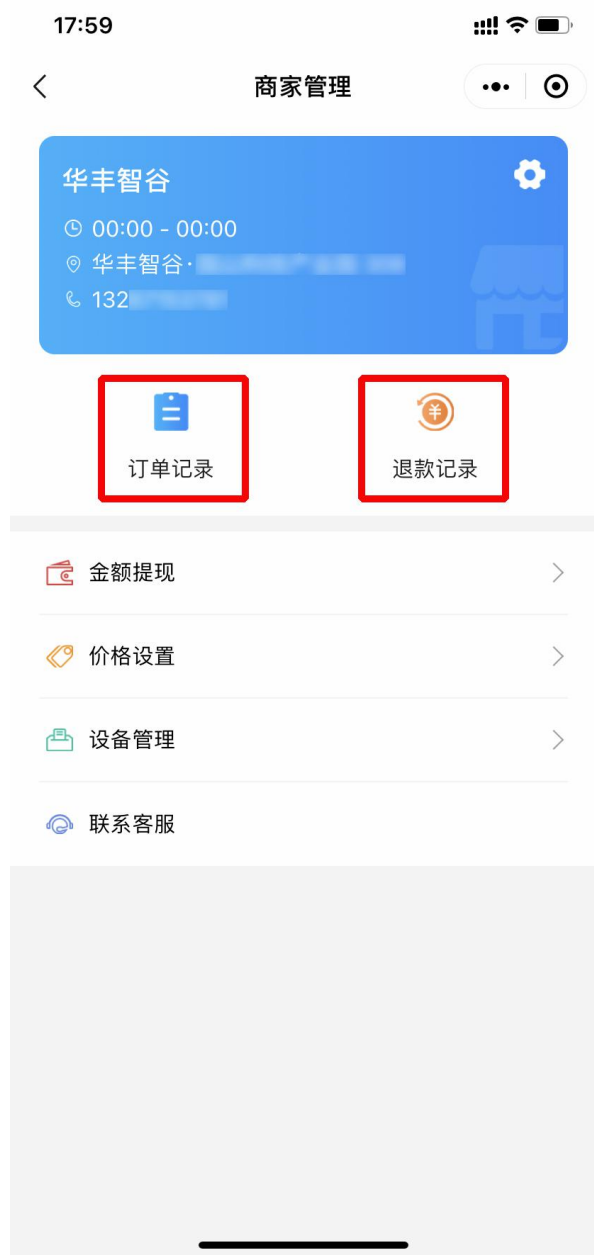 17:59
商家管理
华丰智谷
00:00 - 00:00
华丰智谷·
132
订单记录
退款记录
金额提现
价格设置
设备管理
联系客服